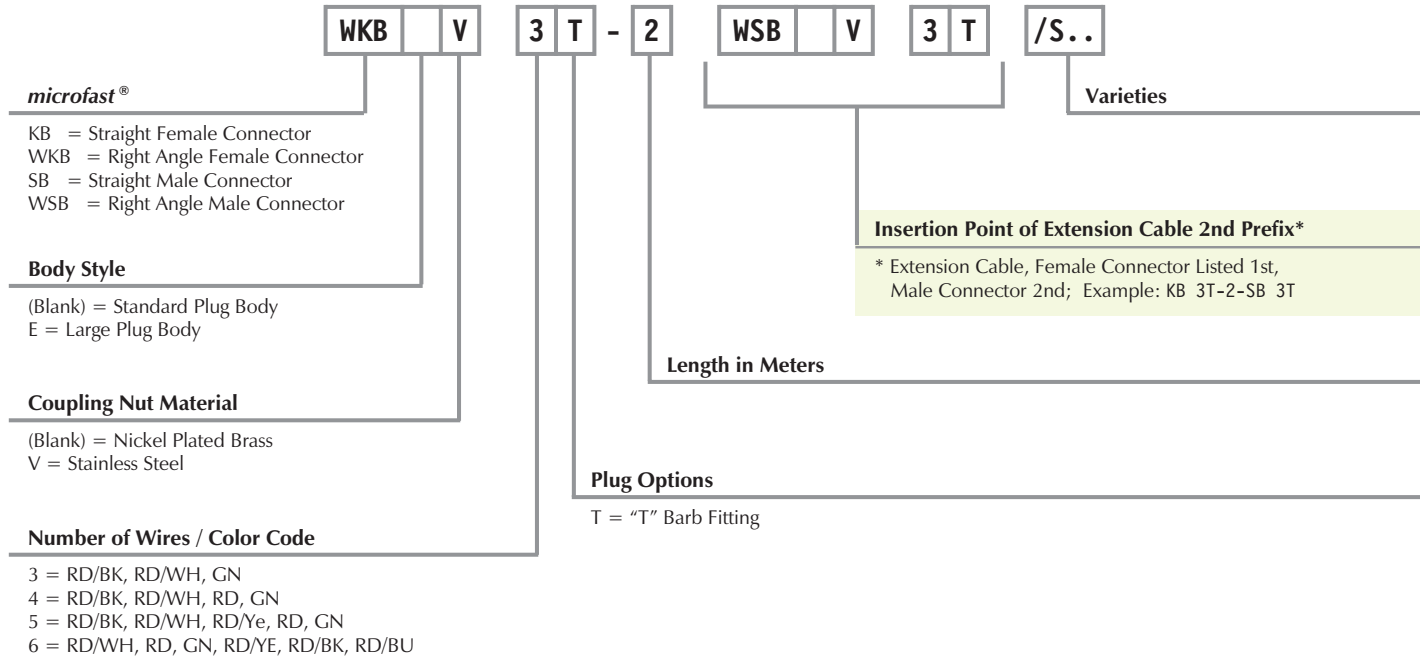 WKB V 3 T - 2 WSB V 3 T /S..
microfast ®
KB = Straight Female Connector
WKB = Right Angle Female Connector
SB = Straight Male Connector
WSB = Right Angle Male Connector
Body Style
(Blank) = Standard Plug Body
E = Large Plug Body
Coupling Nut Material
(Blank) = Nickel Plated Brass
V = Stainless Steel
Number of Wires / Color Code
3 = RD/BK, RD/WH, GN
4 = RD/BK, RD/WH, RD, GN
5 = RD/BK, RD/WH, RD/Ye, RD, GN
6 = RD/WH, RD, GN, RD/YE, RD/BK, RD/BU
Varieties
Insertion Point of Extension Cable 2nd Prefix*
* Extension Cable, Female Connector Listed 1st,
Male Connector 2nd; Example: KB 3T-2-SB 3T
Length in Meters
Plug Options
T = “T” Barb Fitting